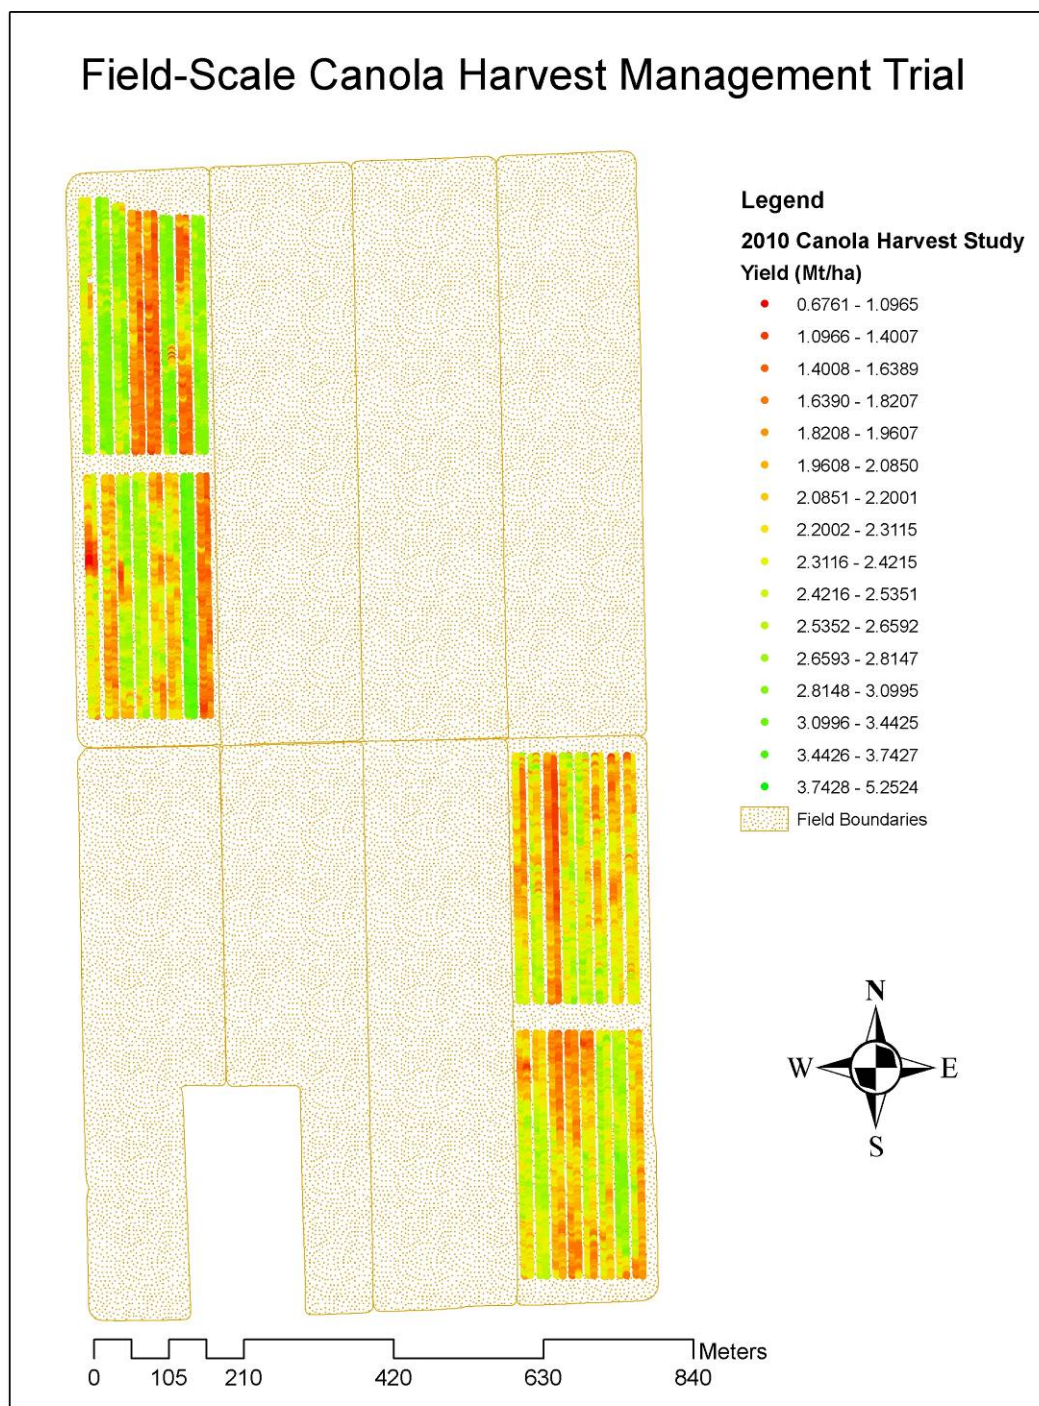 Field-Scale Canola Harvest Management Trial
Legend
2010 Canola Harvest Study
Yield (Mt/ha)
0.6761 - 1.0965
1.0966 - 1.4007
1.4008 - 1.6389
1.6390 - 1.8207
1.8208 - 1.9607
1.9608 - 2.0850
2.0851 - 2.2001
2.2002 - 2.3115
2.3116 - 2.4215
2.4216 - 2.5351
2.5352 - 2.6592
2.6593 - 2.8147
2.8148 - 3.0995
3.0996 - 3.4425
3.4426 - 3.7427
3.7428 - 5.2524
Field Boundaries
N
W E
S
Meters
0 105 210 420 630 840